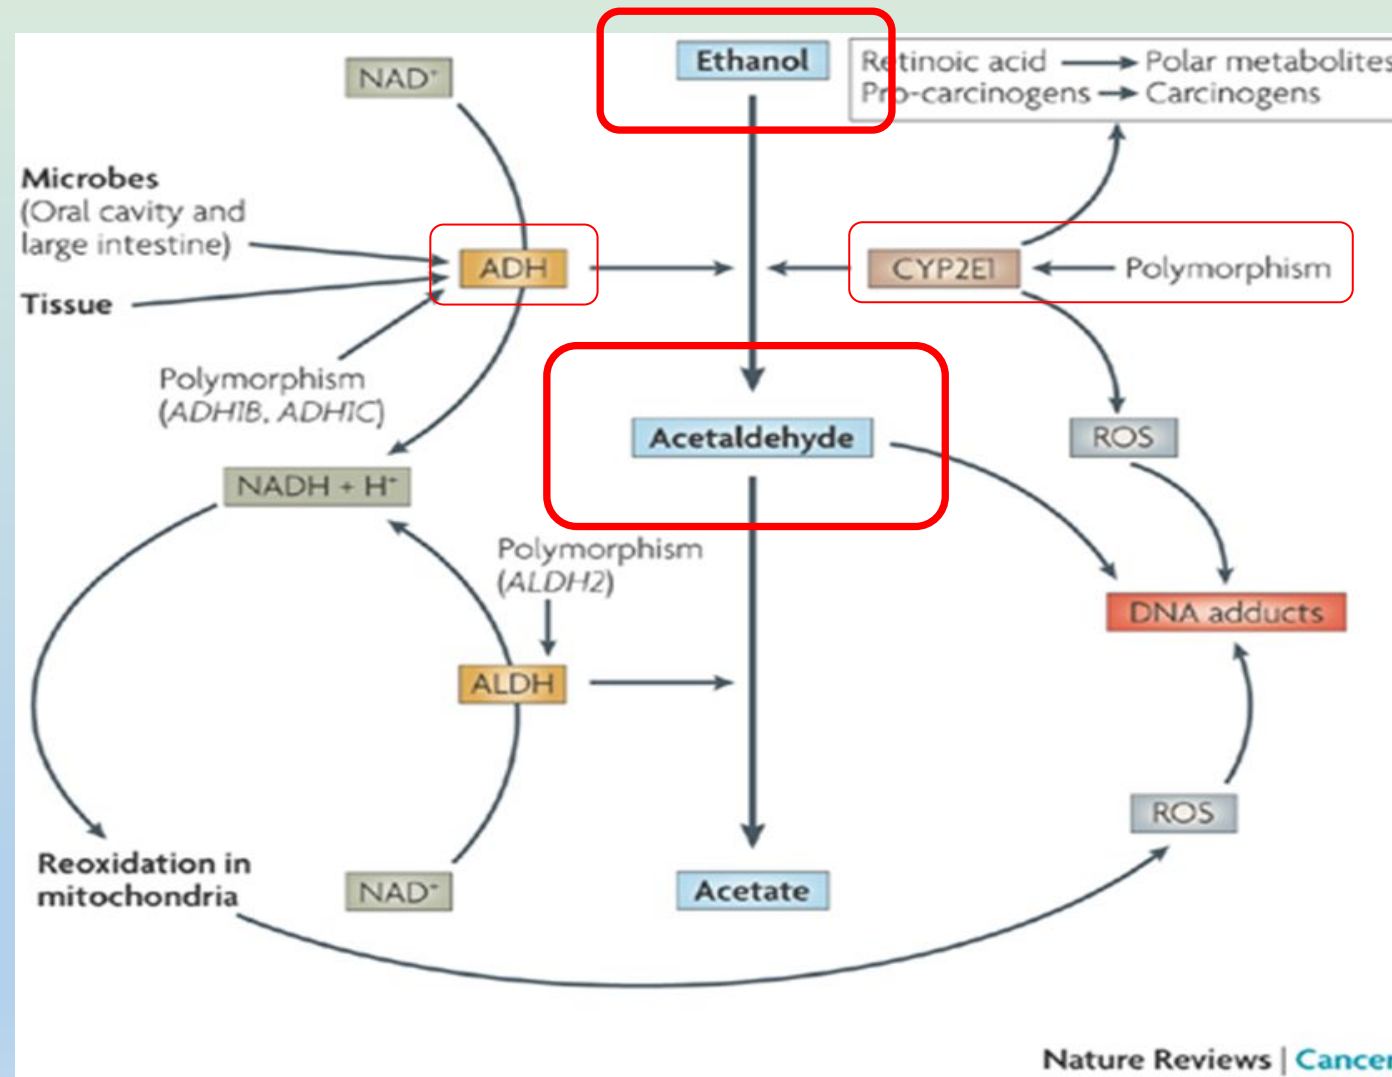 Ethanol
Retinoic acid → Polar metabolites
Pro-carcinogens → Carcinogens
NAD⁺
Microbes
(Oral cavity and
large intestine)
ADH
CYP2E1
Polymorphism
Tissue
Polymorphism
(ADH1B, ADH1C)
Acetaldehyde
ROS
NADH + H⁺
Polymorphism
(ALDH2)
DNA adducts
ALDH
ROS
Reoxidation in
mitochondria
NAD⁺
Acetate
Nature Reviews | Cancer